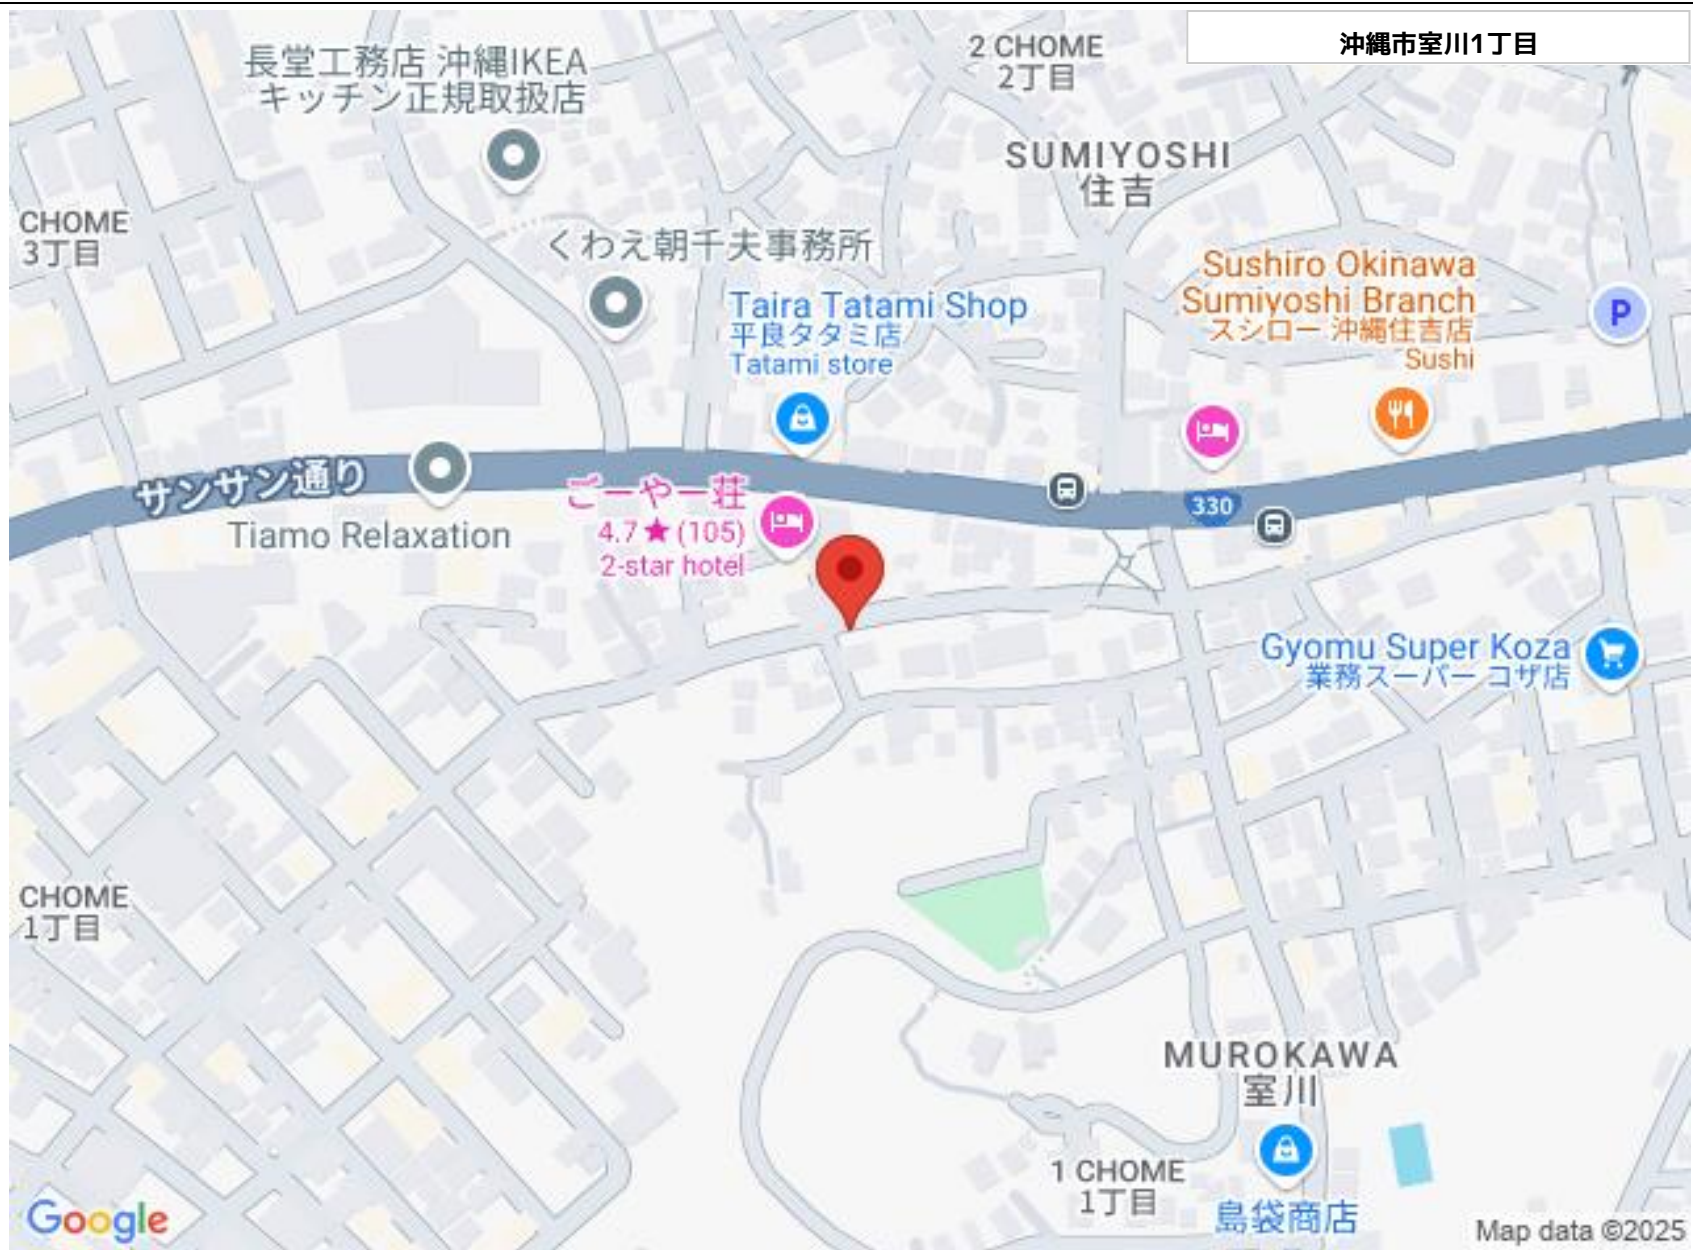 沖縄市室川1丁目
2 CHOME
2丁目
長堂工務店 沖縄IKEA
キッチン正規取扱店
SUMIYOSHI
住吉
CHOME
3丁目
くわえ朝千夫事務所
Sushiro Okinawa
Sumiyoshi Branch
スシロー 沖縄住吉店
Sushi
P
Taira Tatami Shop
平良タタミ店
Tatami store
サンサン通り
Tiamo Relaxation
ごーやー荘
4.7★(105)
2-star hotel
330
Gyomu Super Koza
業務スーパー コザ店
CHOME
1丁目
MUROKAWA
室川
1 CHOME
1丁目
島袋商店
Google
Map data ©2025